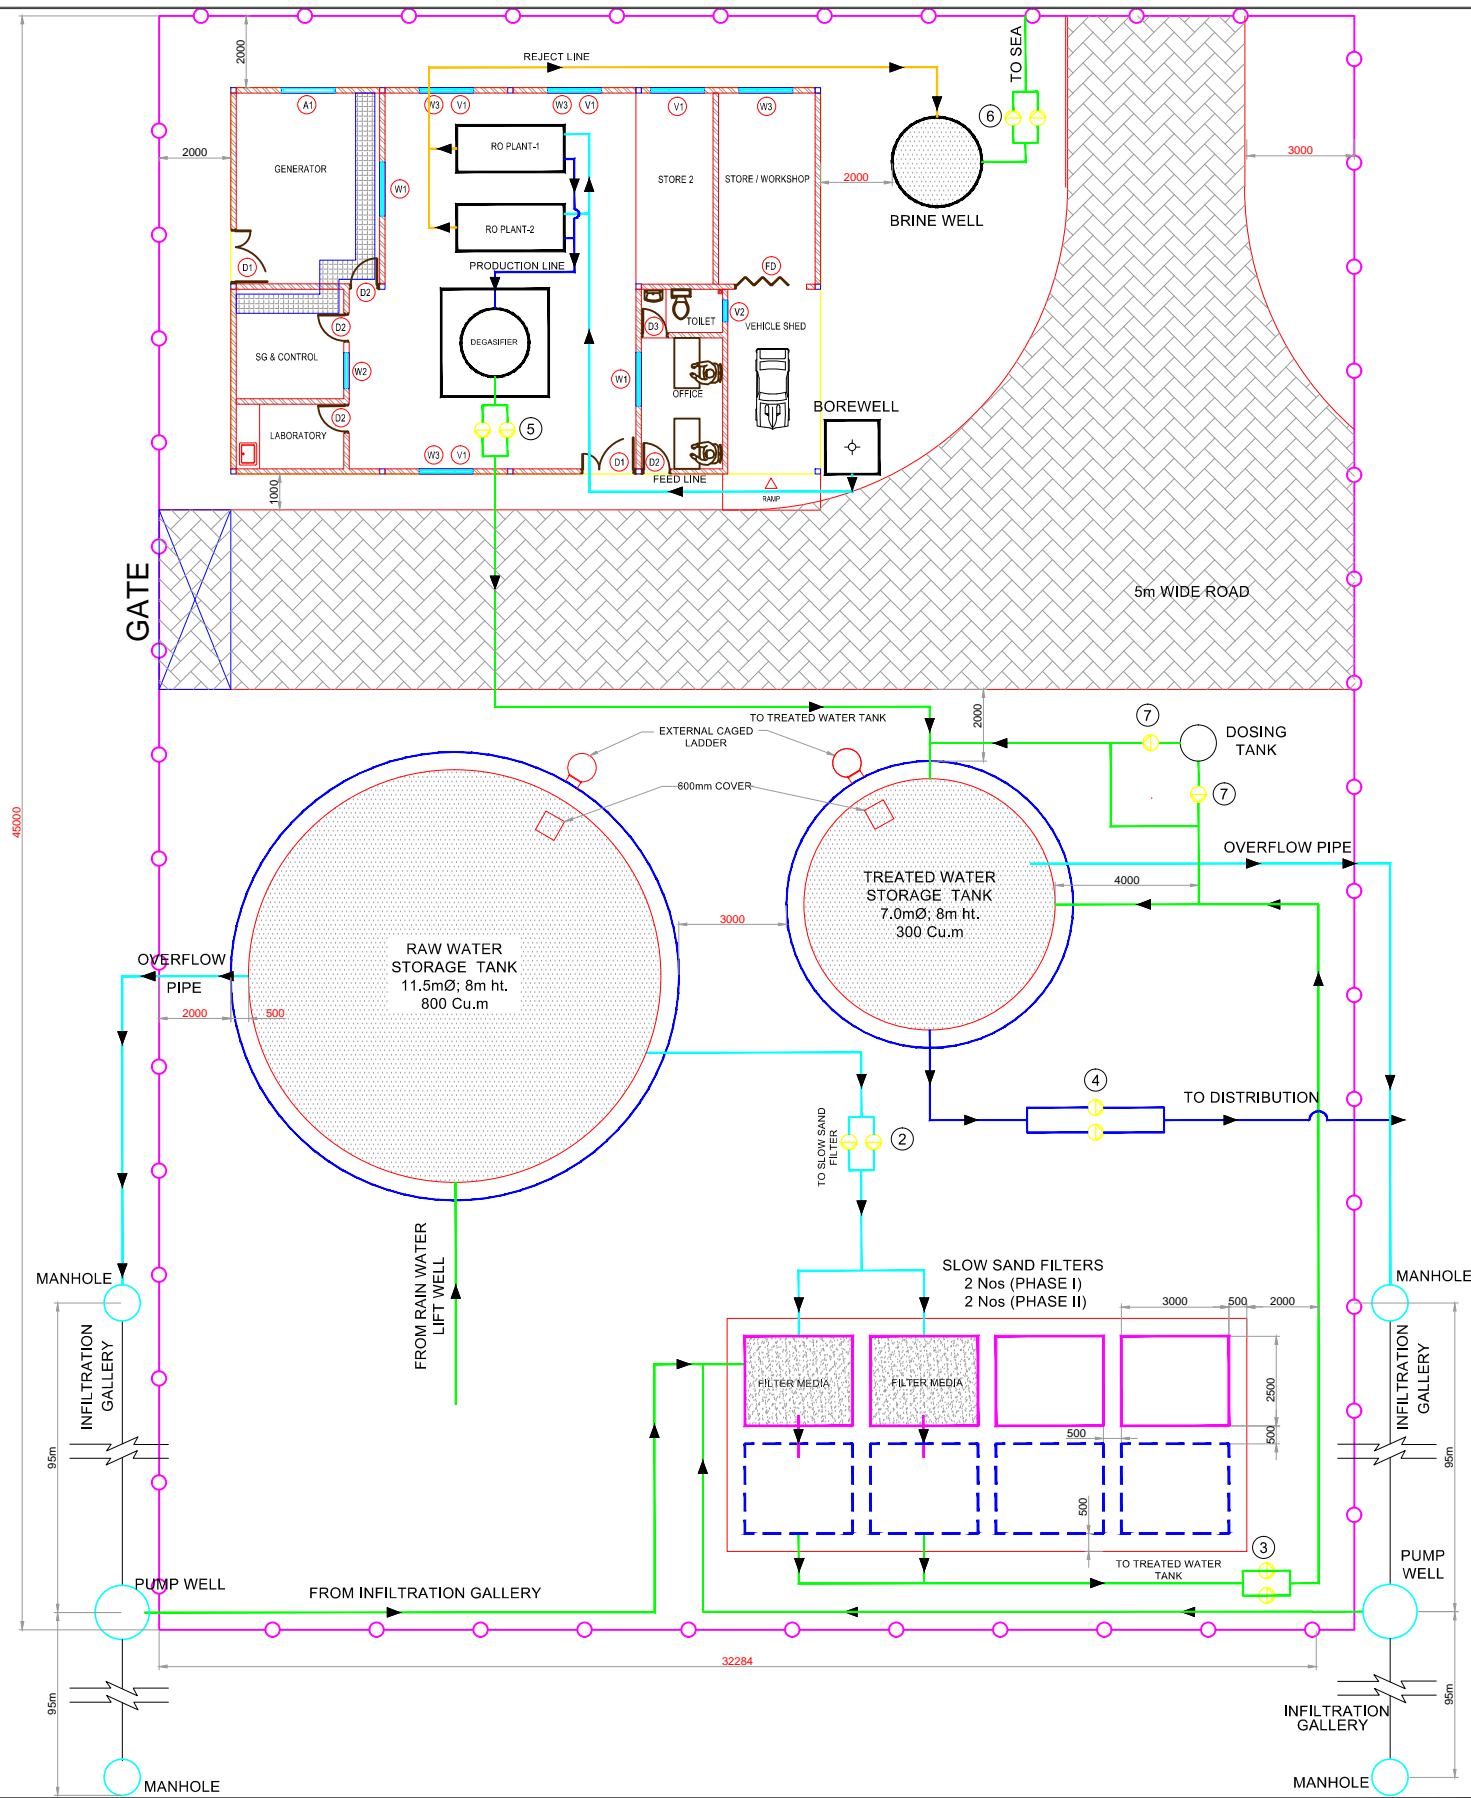 REJECT LINE
TO SEA
2000
A1
W3
V1
W3
V1
V1
W3
6
RO PLANT-1
2000
3000
GENERATOR
STORE 2
STORE / WORKSHOP
2000
W1
BRINE WELL
RO PLANT-2
PRODUCTION LINE
D1
FD
D2
D3
TOILET
V2
VEHICLE SHED
D2
DEGASIFIER
SG & CONTROL
W2
W1
OFFICE
BOREWELL
D2
LABORATORY
5
W3
V1
D1
D2
FEED LINE
RAMP
1000
GATE
5m WIDE ROAD
TO TREATED WATER TANK
2000
7
DOSING
TANK
EXTERNAL CAGED
LADDER
600mm COVER
7
45000
OVERFLOW PIPE
TREATED WATER
STORAGE TANK
7.0mØ; 8m ht.
300 Cu.m
4000
3000
RAW WATER
STORAGE TANK
11.5mØ; 8m ht.
800 Cu.m
OVERFLOW
PIPE
2000
500
4
TO DISTRIBUTION
TO SLOW SAND
FILTER
2
FROM RAIN WATER
LIFT WELL
SLOW SAND FILTERS
2 Nos (PHASE I)
2 Nos (PHASE II)
MANHOLE
MANHOLE
3000
500
2000
INFILTRATION
GALLERY
INFILTRATION
GALLERY
FILTER MEDIA
FILTER MEDIA
2500
500
500
95m
95m
500
3
TO TREATED WATER
TANK
PUMP
WELL
PUMP WELL
FROM INFILTRATION GALLERY
32284
95m
95m
INFILTRATION
GALLERY
MANHOLE
MANHOLE